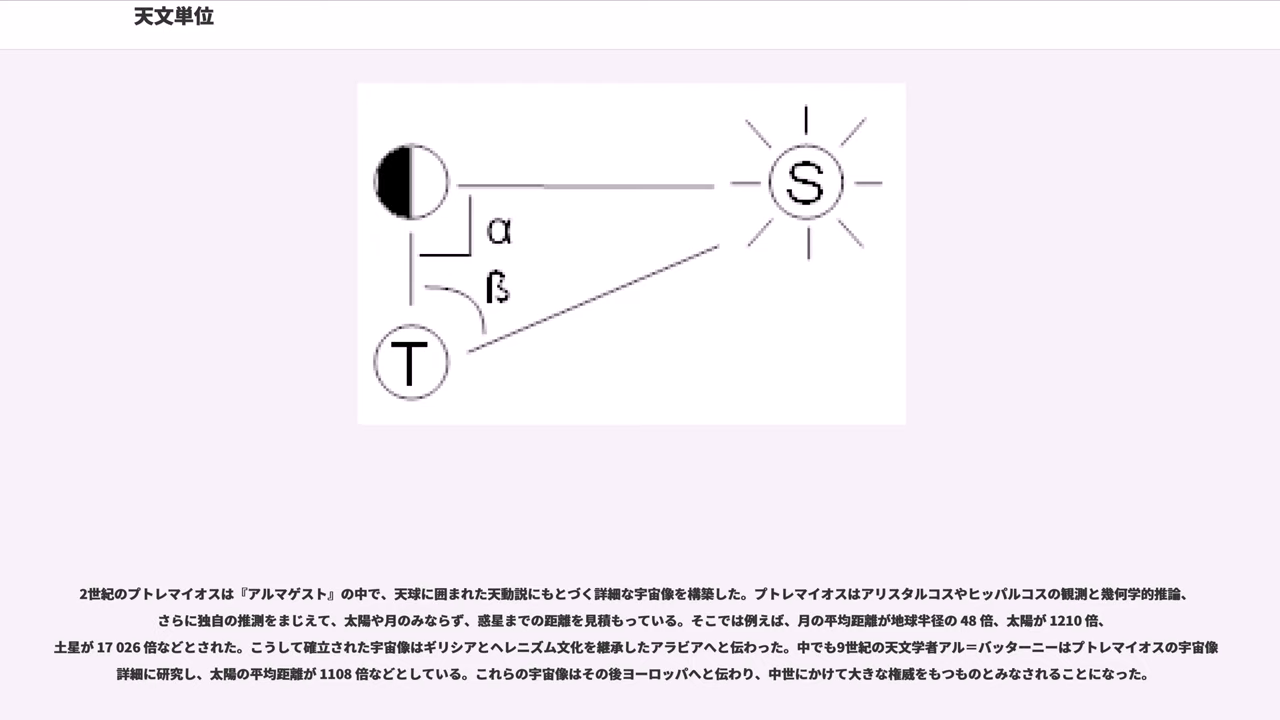 天文単位
S
α
ß
T
2世紀のプトレマイオスは『アルマゲスト』の中で、天球に囲まれた天動説にもとづく詳細な宇宙像を構築した。プトレマイオスはアリスタルコスやヒッパルコスの観測と幾何学的推論、
さらに独自の推測をまじえて、太陽や月のみならず、惑星までの距離を見積もっている。そこでは例えば、月の平均距離が地球半径の 48 倍、太陽が 1210 倍、
土星が 17 026 倍などとされた。こうして確立された宇宙像はギリシアとヘレニズム文化を継承したアラビアへと伝わった。中でも9世紀の天文学者アル＝バッターニーはプトレマイオスの宇宙像
詳細に研究し、太陽の平均距離が 1108 倍などとしている。これらの宇宙像はその後ヨーロッパへと伝わり、中世にかけて大きな権威をもつものとみなされることになった。